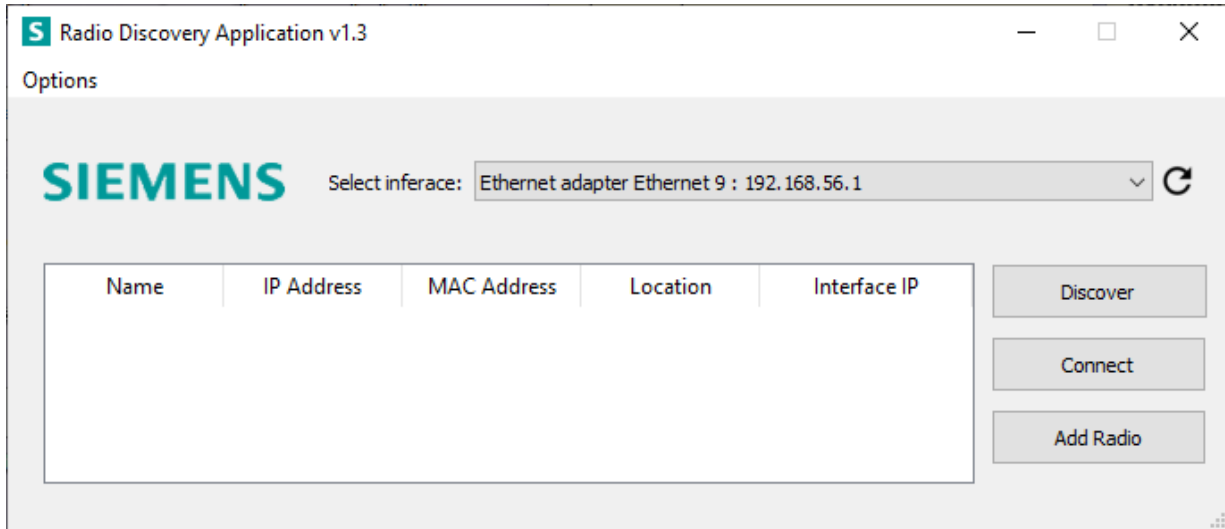 S Radio Discovery Application v1.3
Options
SIEMENS Select inferace: Ethernet adapter Ethernet 9 : 192.168.56.1
Name IP Address MAC Address Location Interface IP
Discover
Connect
Add Radio